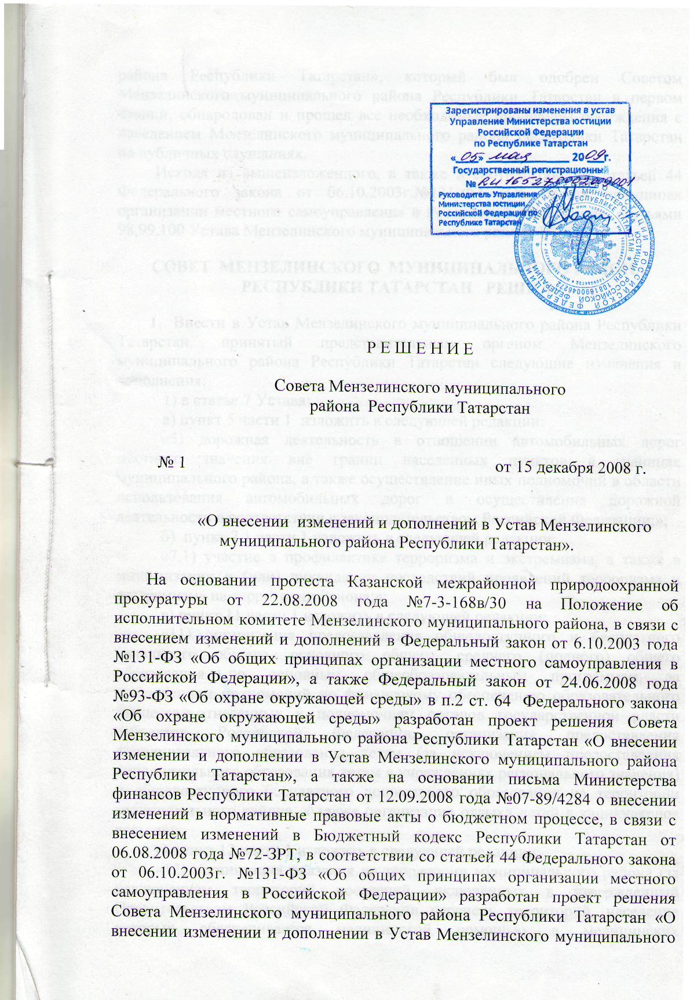 Зарегистрированы изменения в устав
Управление Министерства юстиции
Российской Федерации
по Республике Татарстан
«05» мая 2009 г.
Государственный регистрационный
№ RU165270002009001
Руководитель Управления
Министерства юстиции
Российской Федерации по
Республике Татарстан
Р Е Ш Е Н И Е
Совета Мензелинского муниципального
района Республики Татарстан
№ 1 от 15 декабря 2008 г.
«О внесении изменений и дополнений в Устав Мензелинского
муниципального района Республики Татарстан».
На основании протеста Казанской межрайонной природоохранной
прокуратуры от 22.08.2008 года №7-3-168в/30 на Положение об
исполнительном комитете Мензелинского муниципального района, в связи с
внесением изменений и дополнений в Федеральный закон от 6.10.2003 года
№131-ФЗ «Об общих принципах организации местного самоуправления в
Российской Федерации», а также Федеральный закон от 24.06.2008 года
№93-ФЗ «Об охране окружающей среды» в п.2 ст. 64 Федерального закона
«Об охране окружающей среды» разработан проект решения Совета
Мензелинского муниципального района Республики Татарстан «О внесении
изменении и дополнении в Устав Мензелинского муниципального района
Республики Татарстан», а также на основании письма Министерства
финансов Республики Татарстан от 12.09.2008 года №07-89/4284 о внесении
изменений в нормативные правовые акты о бюджетном процессе, в связи с
внесением изменений в Бюджетный кодекс Республики Татарстан от
06.08.2008 года №72-ЗРТ, в соответствии со статьей 44 Федерального закона
от 06.10.2003г. №131-ФЗ «Об общих принципах организации местного
самоуправления в Российской Федерации» разработан проект решения
Совета Мензелинского муниципального района Республики Татарстан «О
внесении изменении и дополнении в Устав Мензелинского муниципального